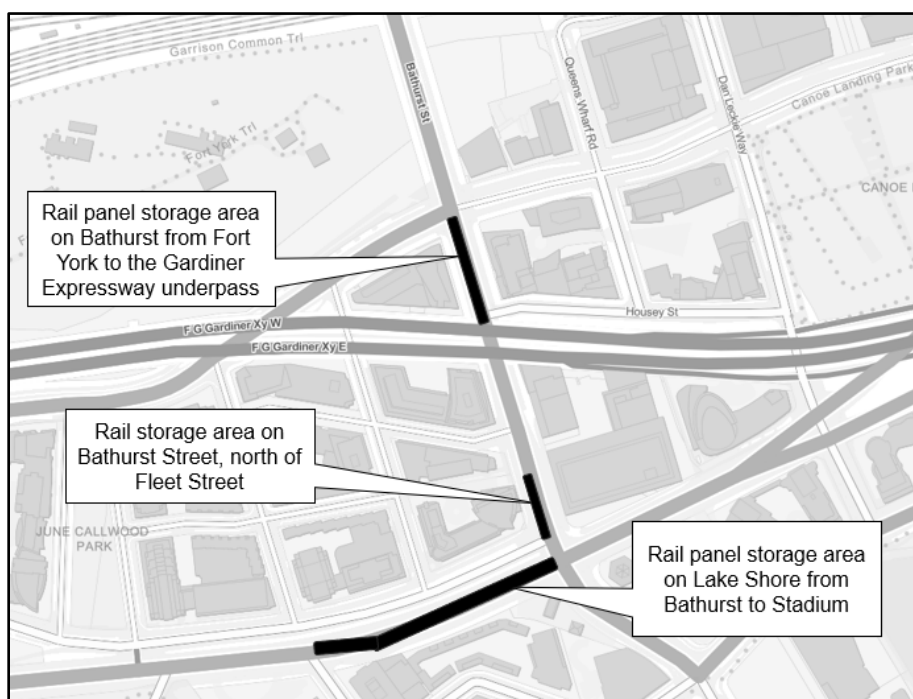 Garrison Common Trl
Bathurst St
Queens Wharf Rd
Dan Leckie Way
Canoe Landing Park
Fort York Trl
CANOE
Rail panel storage area
on Bathurst from Fort
York to the Gardiner
Expressway underpass
Housey St
F G Gardiner Xy W
F G Gardiner Xy E
Rail storage area on
Bathurst Street, north of
Fleet Street
JUNE CALLWOOD
PARK
Rail panel storage area
on Lake Shore from
Bathurst to Stadium